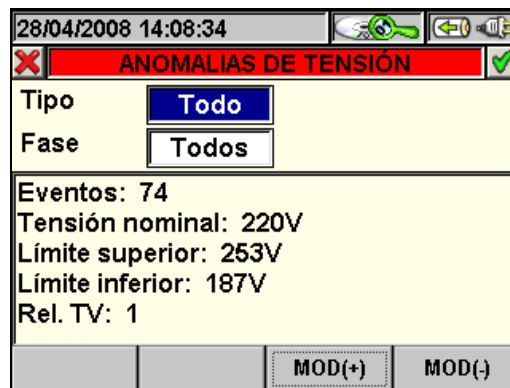 28/04/2008 14:08:34
ANOMALIAS DE TENSIÓN
Tipo Todo
Fase Todos
Eventos: 74
Tensión nominal: 220V
Límite superior: 253V
Límite inferior: 187V
Rel. TV: 1
MOD(+) MOD(-)